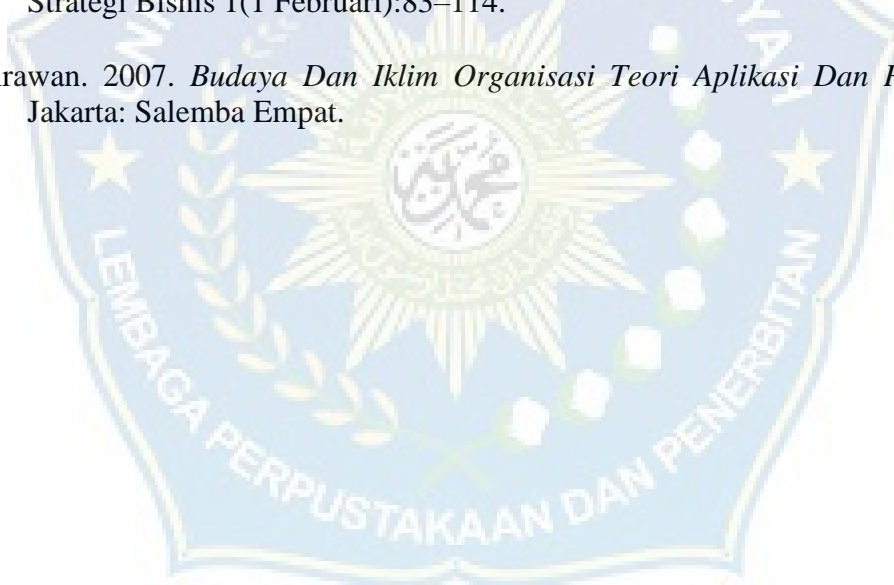 Strategi Bisnis 1(1 Februari):83–114.
rawan. 2007. Budaya Dan Iklim Organisasi Teori Aplikasi Dan
Jakarta: Salemba Empat.
LEMBAGA PERPUSTAKAAN DAN PENERBITAN